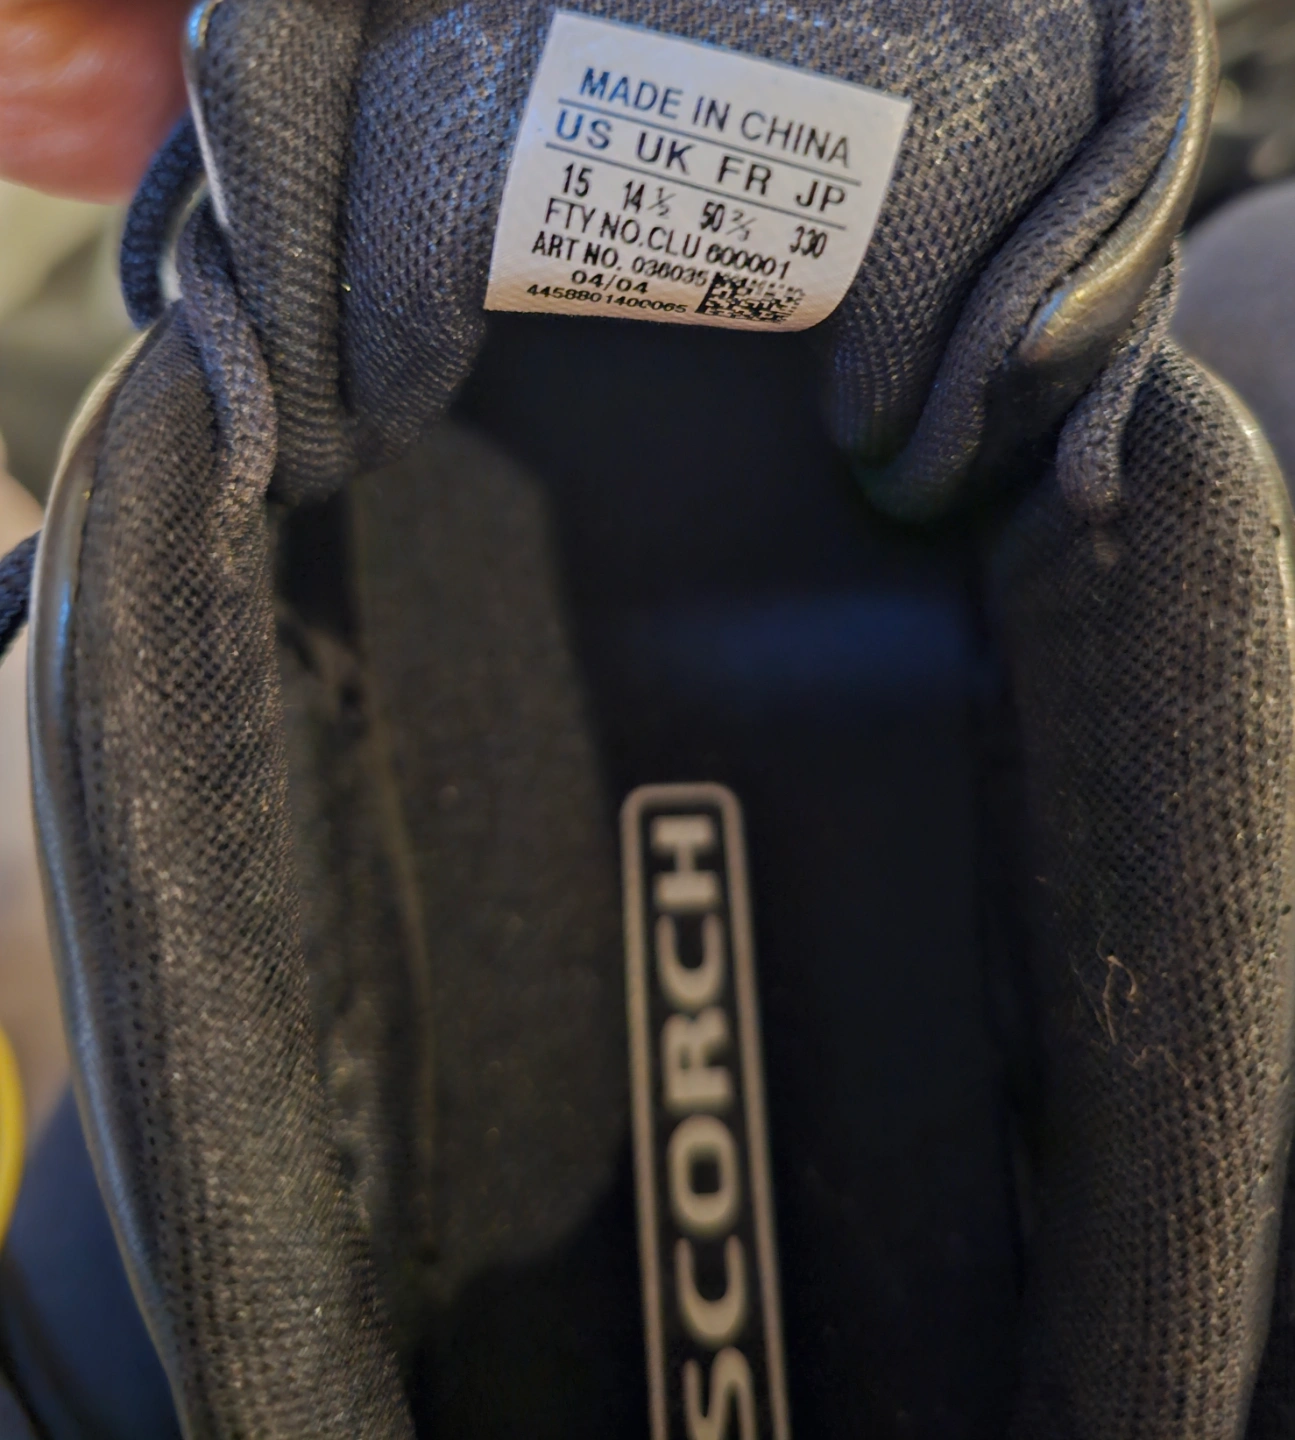 MADE IN CHINA
US UK FR JP
15 14½ 50⅔ 330
FTY NO.CLU 600001
ART NO. 036035
04/04
4458801400065
SCORCH